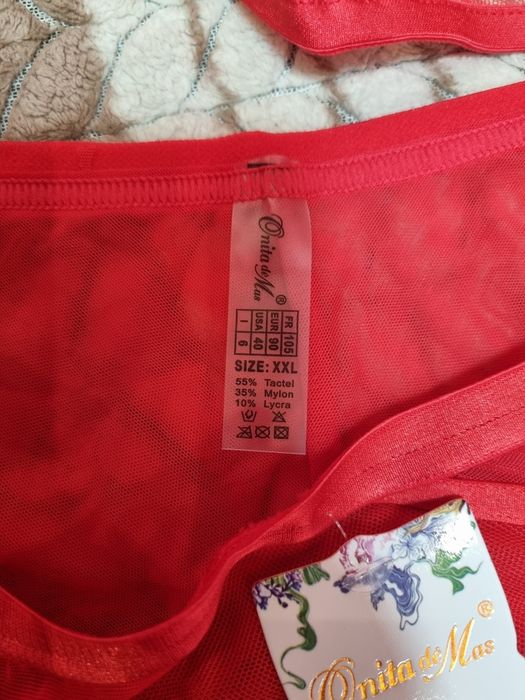 Onita de Mas ®
FR 105
EUR 90
USA 40
I 6
SIZE: XXL
55% Tactel
35% Mylon
10% Lycra
Onita de Mas ®